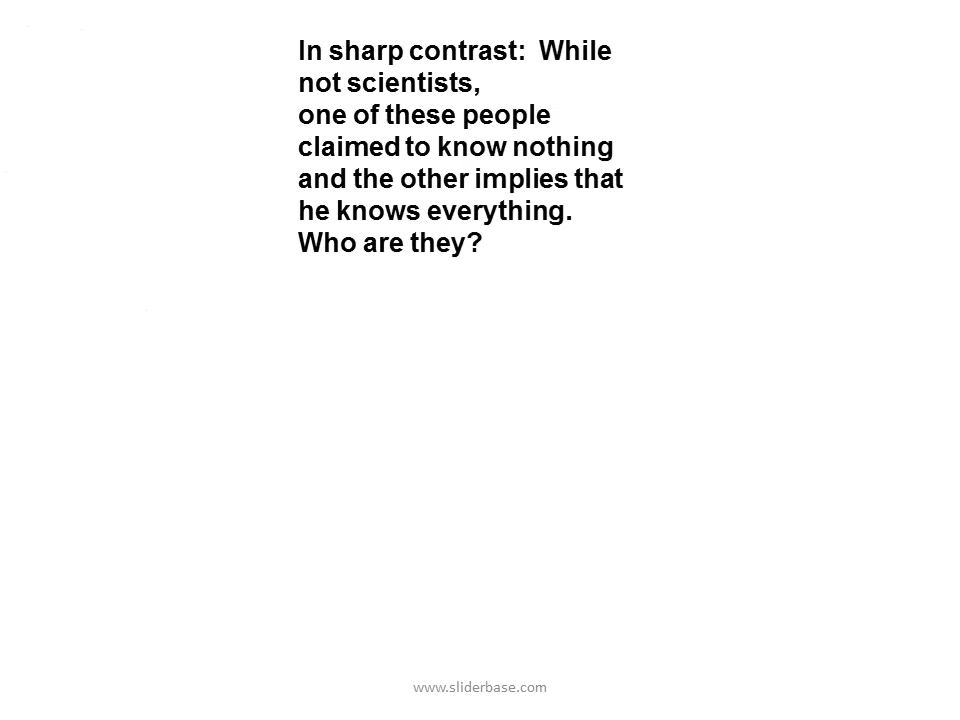 In sharp contrast:  While
not scientists,
one of these people
claimed to know nothing
and the other implies that
he knows everything.
Who are they?
www.sliderbase.com